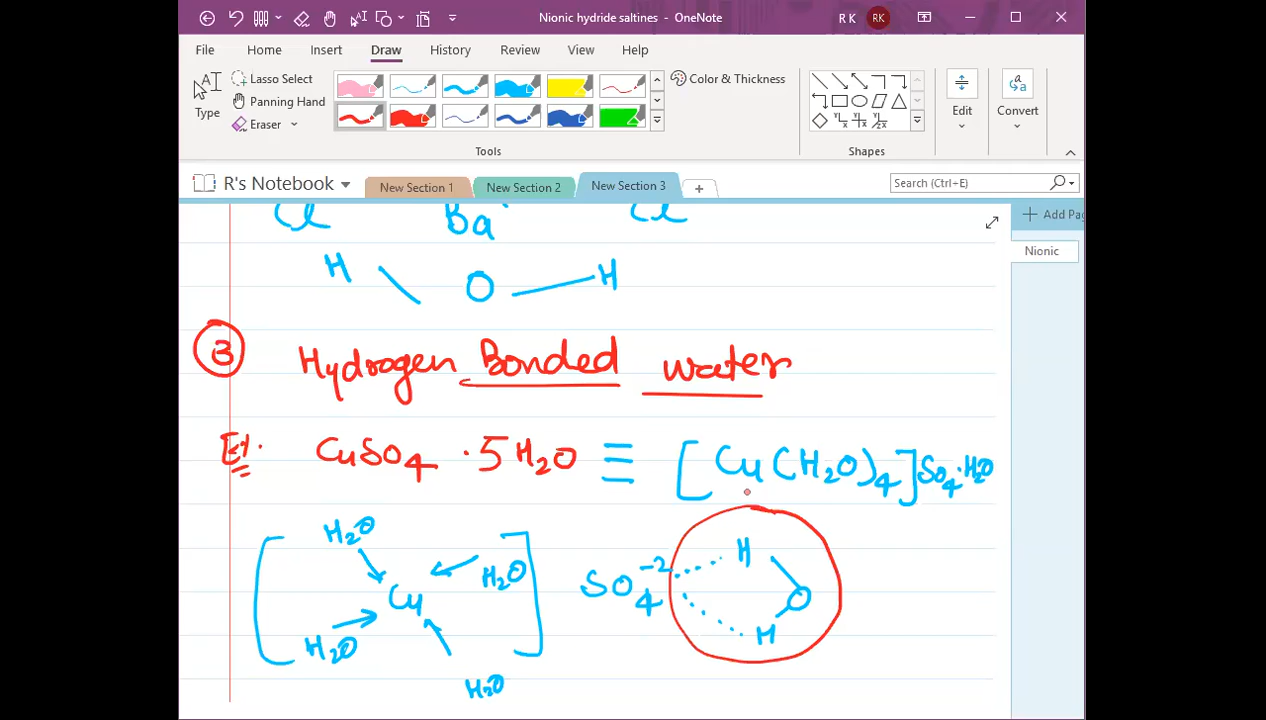 Nionic hydride saltines - OneNote
R K
RK
File Home Insert Draw History Review View Help
Type
Lasso Select
Panning Hand
Eraser
Color & Thickness
Edit
Convert
Tools
Shapes
R's Notebook
New Section 1
New Section 2
New Section 3
Search (Ctrl+E)
Add Pag
Nionic
Cl Ba Cl
H O H
3 Hydrogen Bonded water
Ex. CuSO4 · 5 H2O ≡ [Cu(H2O)4]SO4·H2O
H2O
H2O
Cu
H2O
H2O
SO4-2
H
O
H